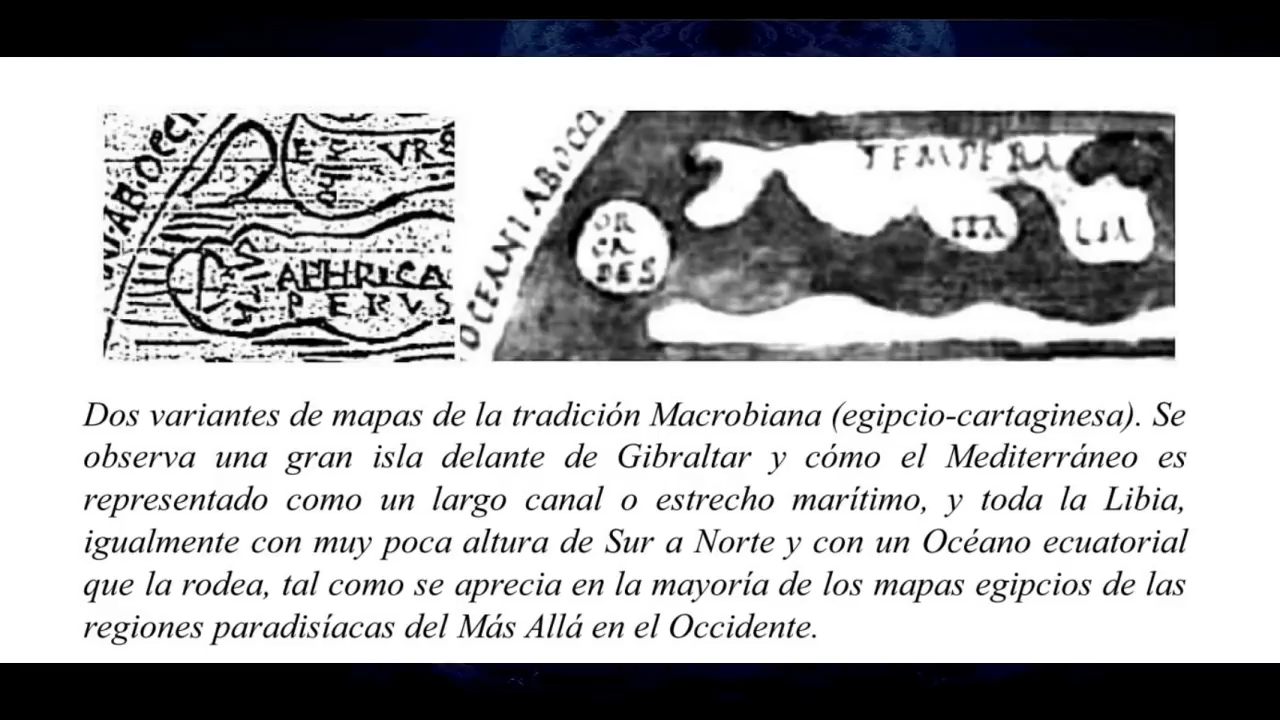 OCEANI ABOCCI
TEMPERA
ITA
LIA
OR
CA
DES
AFHRICA
PERVS
Dos variantes de mapas de la tradición Macrobiana (egipcio-cartaginesa). Se
observa una gran isla delante de Gibraltar y cómo el Mediterráneo es
representado como un largo canal o estrecho marítimo, y toda la Libia,
igualmente con muy poca altura de Sur a Norte y con un Océano ecuatorial
que la rodea, tal como se aprecia en la mayoría de los mapas egipcios de las
regiones paradisíacas del Más Allá en el Occidente.